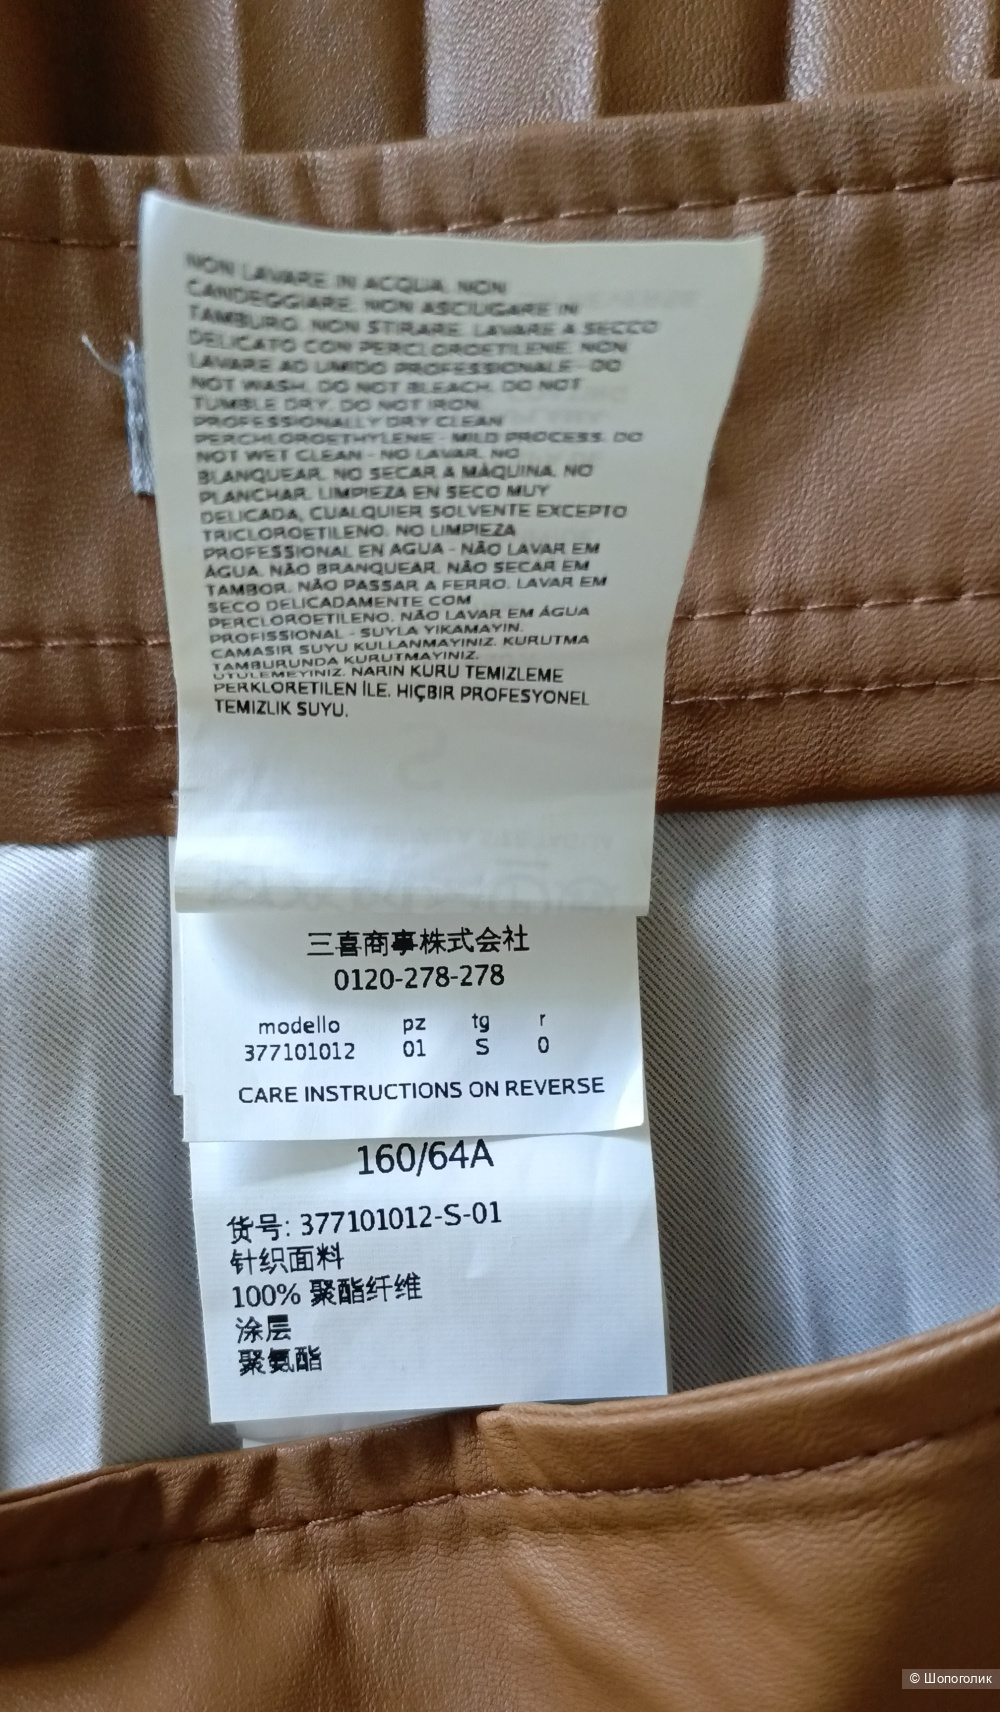 NON LAVARE IN ACQUA. NON
CANDEGGIARE. NON ASCIUGARE IN
TAMBURO. NON STIRARE. LAVARE A SECCO
DELICATO CON PERCLOROETILENE. NON
LAVARE AD UMIDO PROFESSIONALE - DO
NOT WASH. DO NOT BLEACH. DO NOT
TUMBLE DRY. DO NOT IRON.
PROFESSIONALLY DRY CLEAN
PERCHLOROETHYLENE - MILD PROCESS. DO
NOT WET CLEAN - NO LAVAR. NO
BLANQUEAR. NO SECAR A MÁQUINA. NO
PLANCHAR. LIMPIEZA EN SECO MUY
DELICADA, CUALQUIER SOLVENTE EXCEPTO
TRICLOROETILENO. NO LIMPIEZA
PROFESSIONAL EN AGUA - NÃO LAVAR EM
ÁGUA. NÃO BRANQUEAR. NÃO SECAR EM
TAMBOR. NÃO PASSAR A FERRO. LAVAR EM
SECO DELICADAMENTE COM
PERCLOROETILENO. NÃO LAVAR EM ÁGUA
PROFISSIONAL - SUYLA YIKAMAYIN.
CAMASIR SUYU KULLANMAYINIZ. KURUTMA
TAMBURUNDA KURUTMAYINIZ.
UTULEMEYINIZ. NARIN KURU TEMIZLEME
PERKLORETILEN İLE. HIÇBIR PROFESYONEL
TEMIZLIK SUYU.
三喜商事株式会社
0120-278-278
modello pz tg r
377101012 01 S 0
CARE INSTRUCTIONS ON REVERSE
160/64A
货号: 377101012-S-01
针织面料
100% 聚酯纤维
涂层
聚氨酯
© Шопоголик